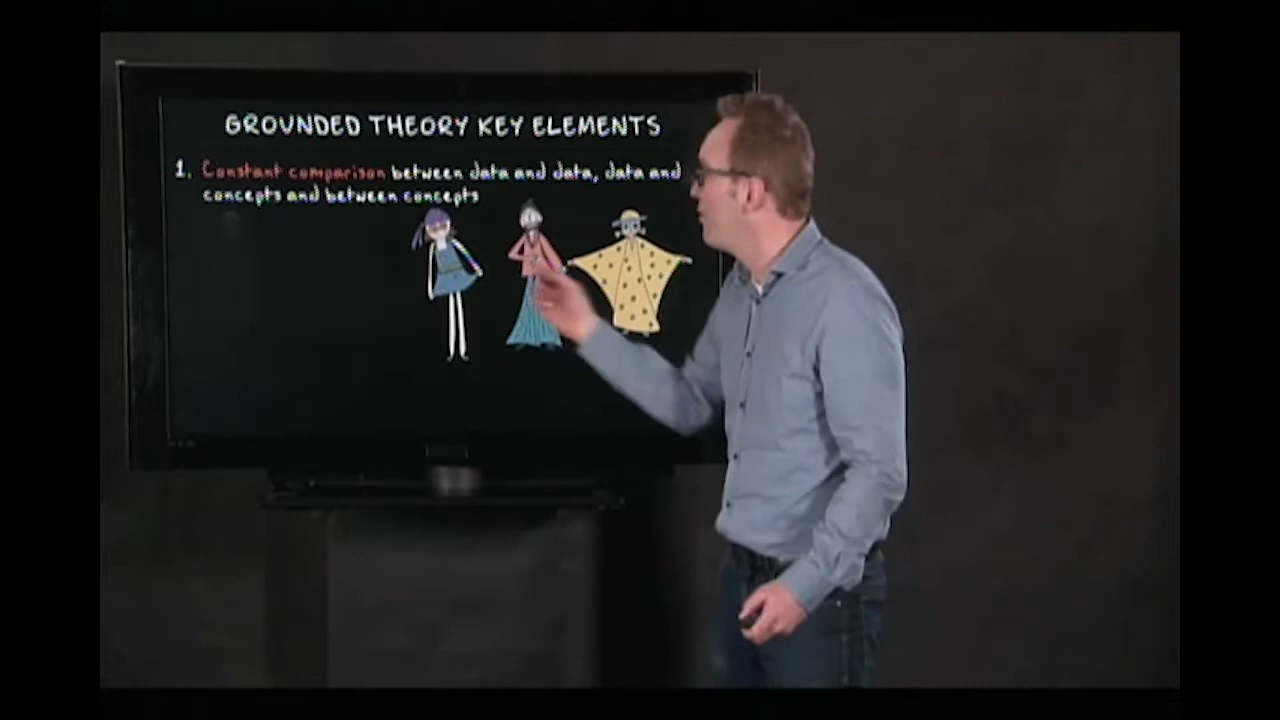 GROUNDED THEORY KEY ELEMENTS
1. Constant comparison between data and data, data and
concepts and between concepts